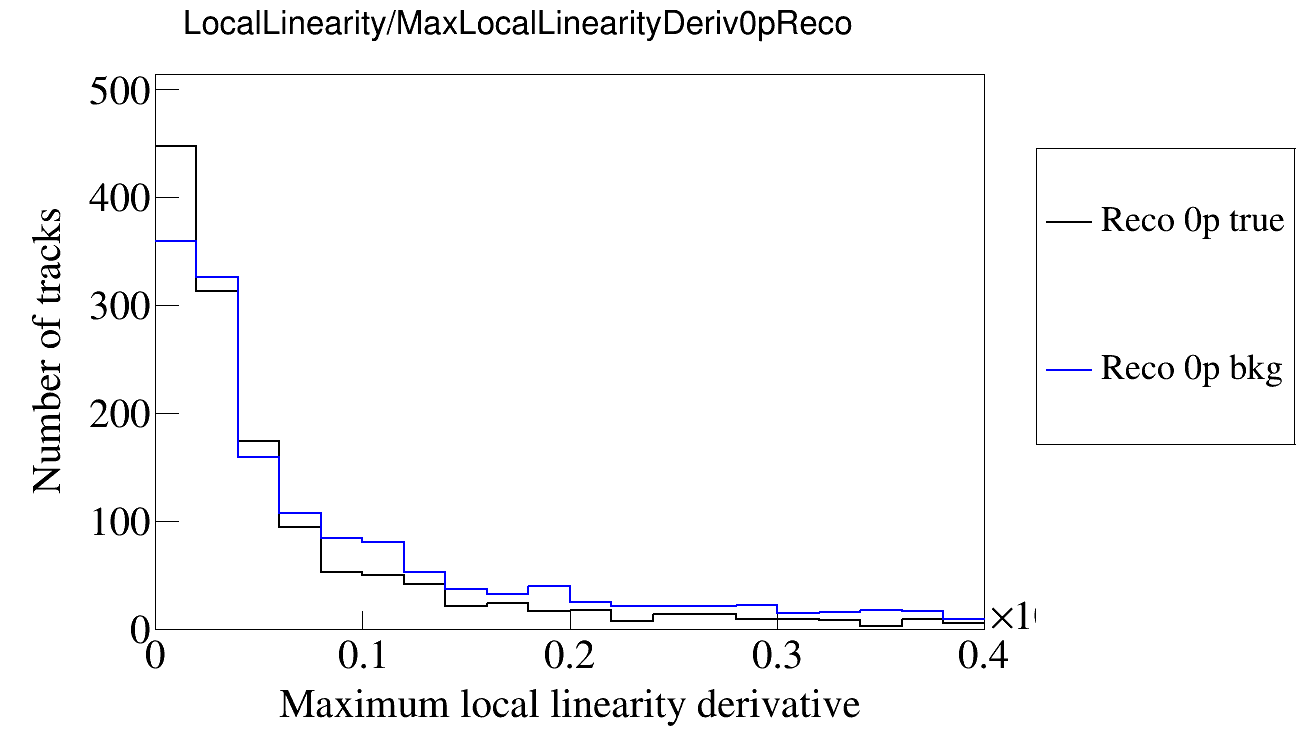 LocalLinearity/MaxLocalLinearityDeriv0pReco
500
400
300
200
100
0
Number of tracks
0 0.1 0.2 0.3 0.4
×10
Maximum local linearity derivative
Reco 0p true
Reco 0p bkg